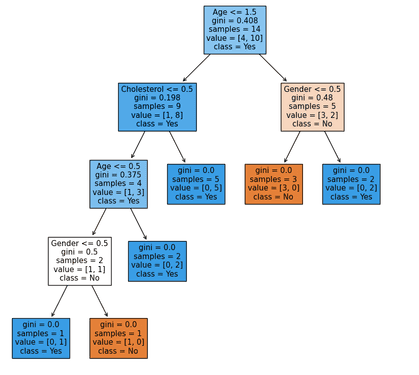 Age <= 1.5
gini = 0.408
samples = 14
value = [4, 10]
class = Yes
Cholesterol <= 0.5
gini = 0.198
samples = 9
value = [1, 8]
class = Yes
Gender <= 0.5
gini = 0.48
samples = 5
value = [3, 2]
class = No
Age <= 0.5
gini = 0.375
samples = 4
value = [1, 3]
class = Yes
gini = 0.0
samples = 5
value = [0, 5]
class = Yes
gini = 0.0
samples = 3
value = [3, 0]
class = No
gini = 0.0
samples = 2
value = [0, 2]
class = Yes
Gender <= 0.5
gini = 0.5
samples = 2
value = [1, 1]
class = No
gini = 0.0
samples = 2
value = [0, 2]
class = Yes
gini = 0.0
samples = 1
value = [0, 1]
class = Yes
gini = 0.0
samples = 1
value = [1, 0]
class = No